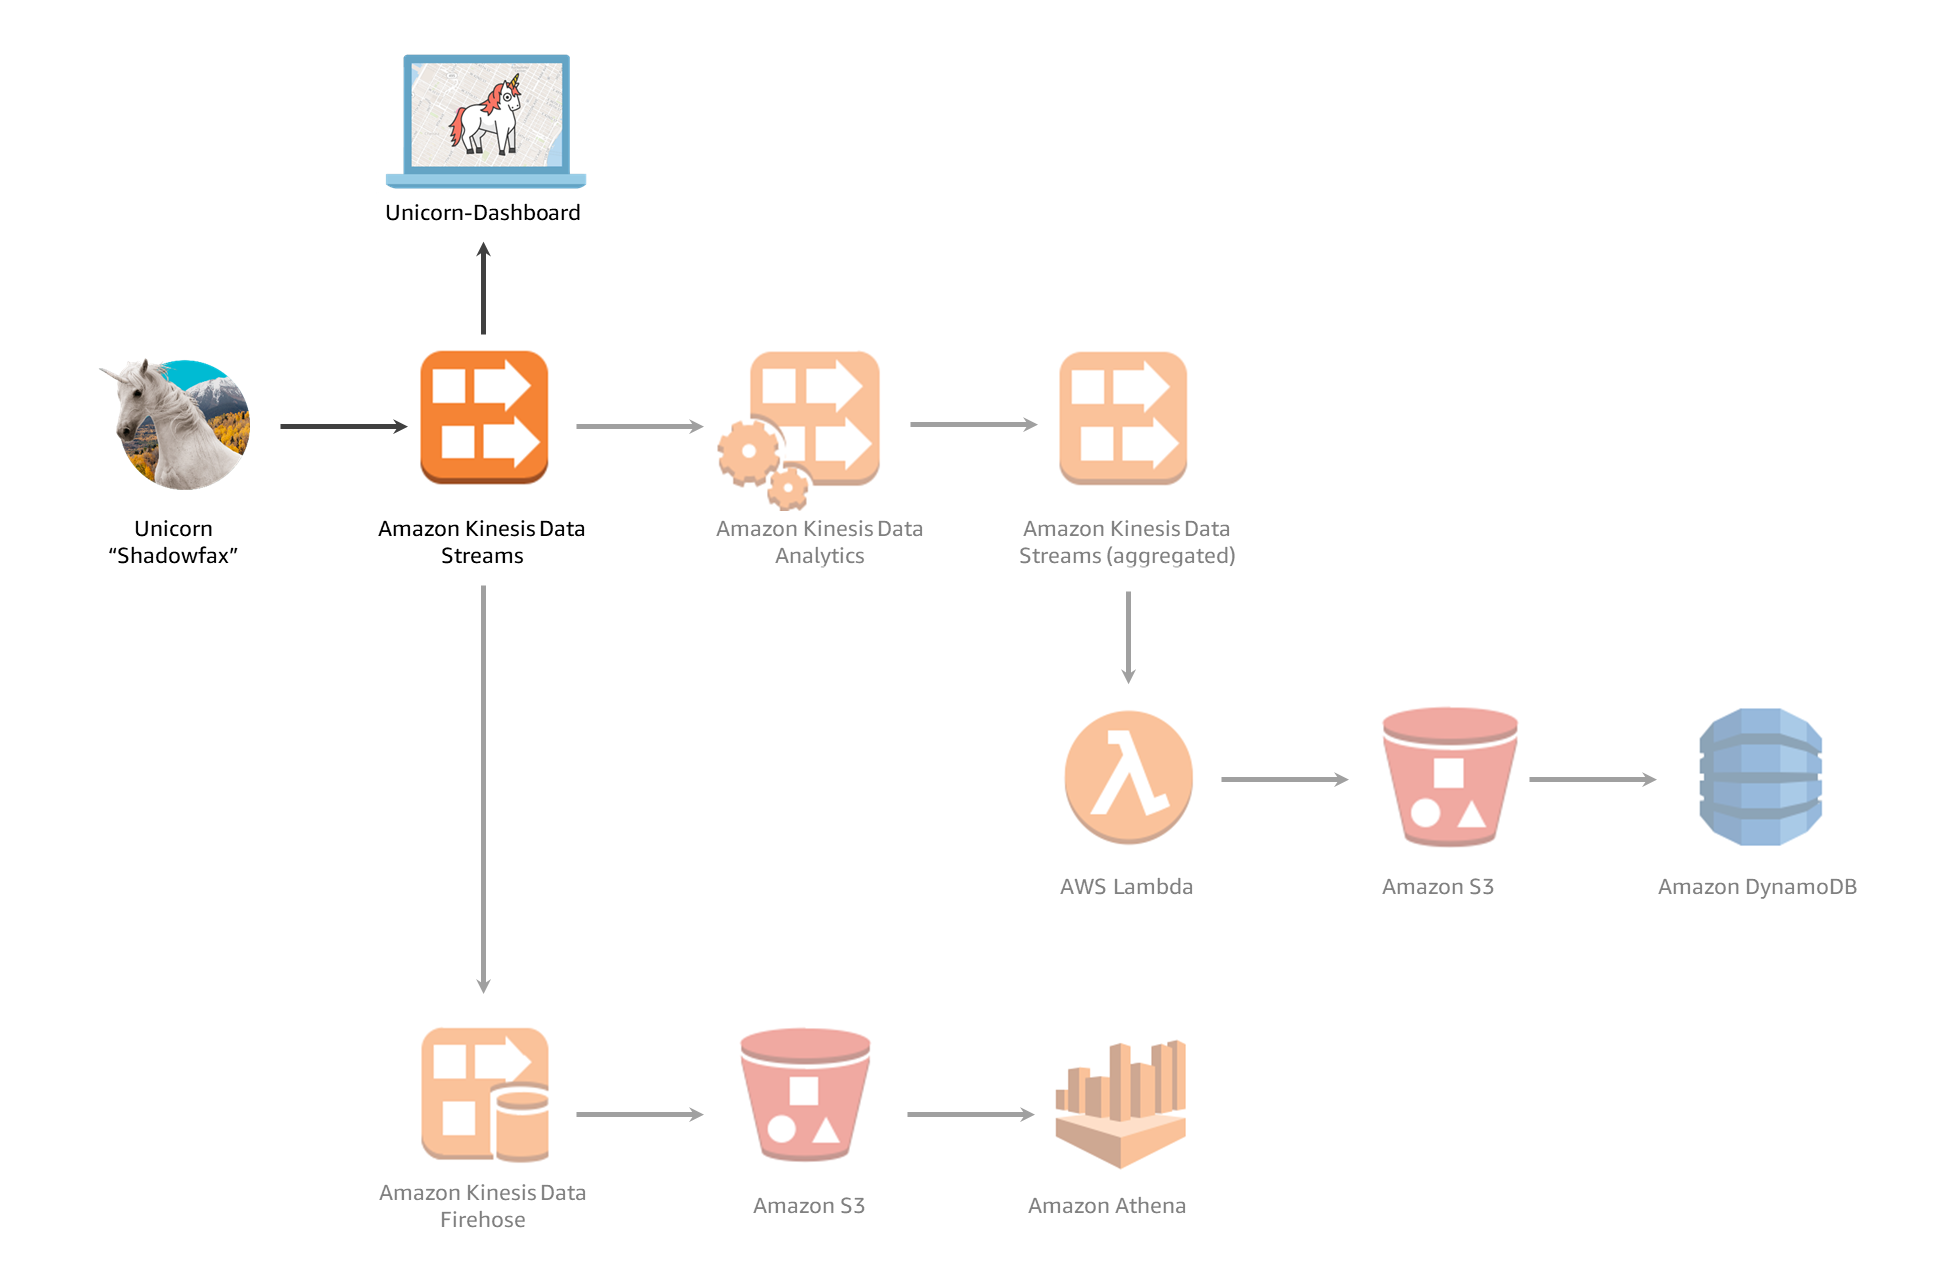 Unicorn-Dashboard
Unicorn
“Shadowfax”
Amazon Kinesis Data
Streams
Amazon Kinesis Data
Analytics
Amazon Kinesis Data
Streams (aggregated)
AWS Lambda
Amazon S3
Amazon DynamoDB
Amazon Kinesis Data
Firehose
Amazon S3
Amazon Athena